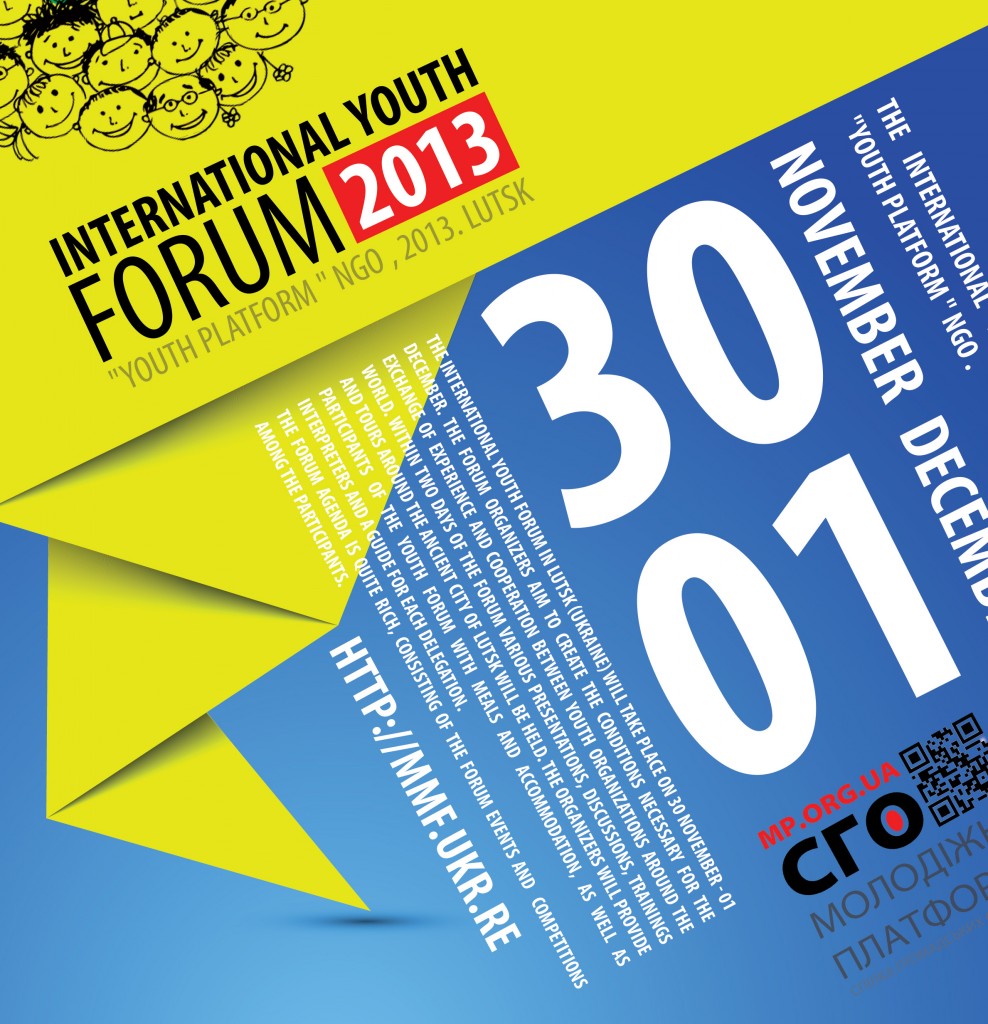 INTERNATIONAL YOUTH
FORUM 2013
"YOUTH PLATFORM " NGO , 2013. LUTSK
THE INTERNATIONAL
"YOUTH PLATFORM " NGO .
NOVEMBER DECEMB
30
01
THE INTERNATIONAL YOUTH FORUM IN LUTSK (UKRAINE) WILL TAKE PLACE ON 30 NOVEMBER - 01
DECEMBER. THE FORUM ORGANIZERS AIM TO CREATE THE CONDITIONS NECESSARY FOR THE
EXCHANGE OF EXPERIENCE AND COOPERATION BETWEEN YOUTH ORGANIZATIONS AROUND THE
WORLD. WITHIN TWO DAYS OF THE FORUM VARIOUS PRESENTATIONS, DISCUSSIONS, TRAININGS
AND TOURS AROUND THE ANCIENT CITY OF LUTSK WILL BE HELD. THE ORGANIZERS WILL PROVIDE
PARTICIPANTS OF THE YOUTH FORUM WITH MEALS AND ACCOMMODATION, AS WELL AS
INTERPRETERS AND A GUIDE FOR EACH DELEGATION.
THE FORUM AGENDA IS QUITE RICH, CONSISTING OF THE FORUM EVENTS AND COMPETITIONS
AMONG THE PARTICIPANTS.
HTTP://MMF.UKR.RE
MP.ORG.UA
СГО
МОЛОДІЖН
ПЛАТФОР